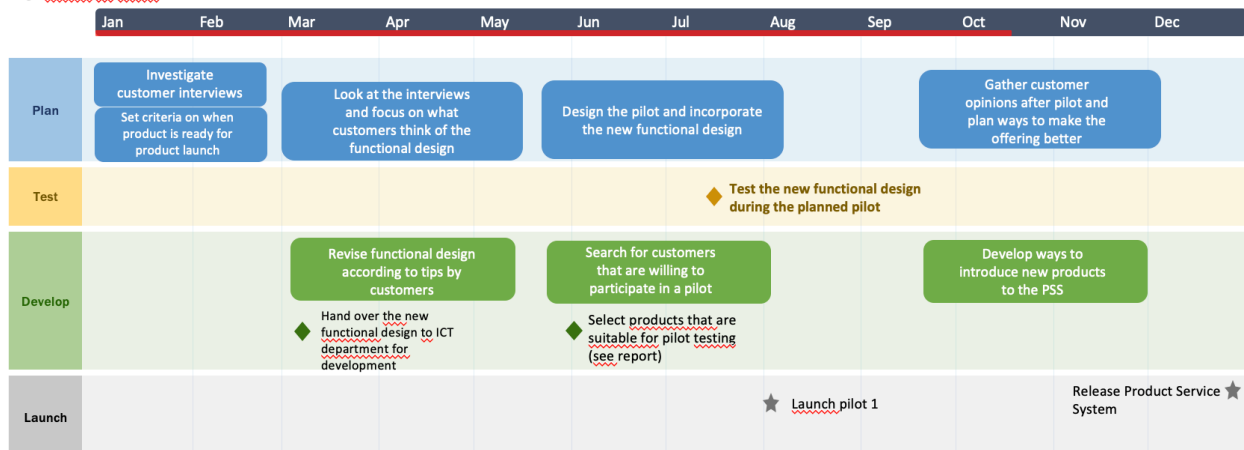 Jan Feb Mar Apr May Jun Jul Aug Sep Oct Nov Dec
Plan
Investigate
customer interviews
Set criteria on when
product is ready for
product launch
Look at the interviews
and focus on what
customers think of the
functional design
Design the pilot and incorporate
the new functional design
Gather customer
opinions after pilot and
plan ways to make the
offering better
Test
Test the new functional design
during the planned pilot
Develop
Revise functional design
according to tips by
customers
Search for customers
that are willing to
participate in a pilot
Develop ways to
introduce new products
to the PSS
Hand over the new
functional design to ICT
department for
development
Select products that are
suitable for pilot testing
(see report)
Launch
Launch pilot 1
Release Product Service
System